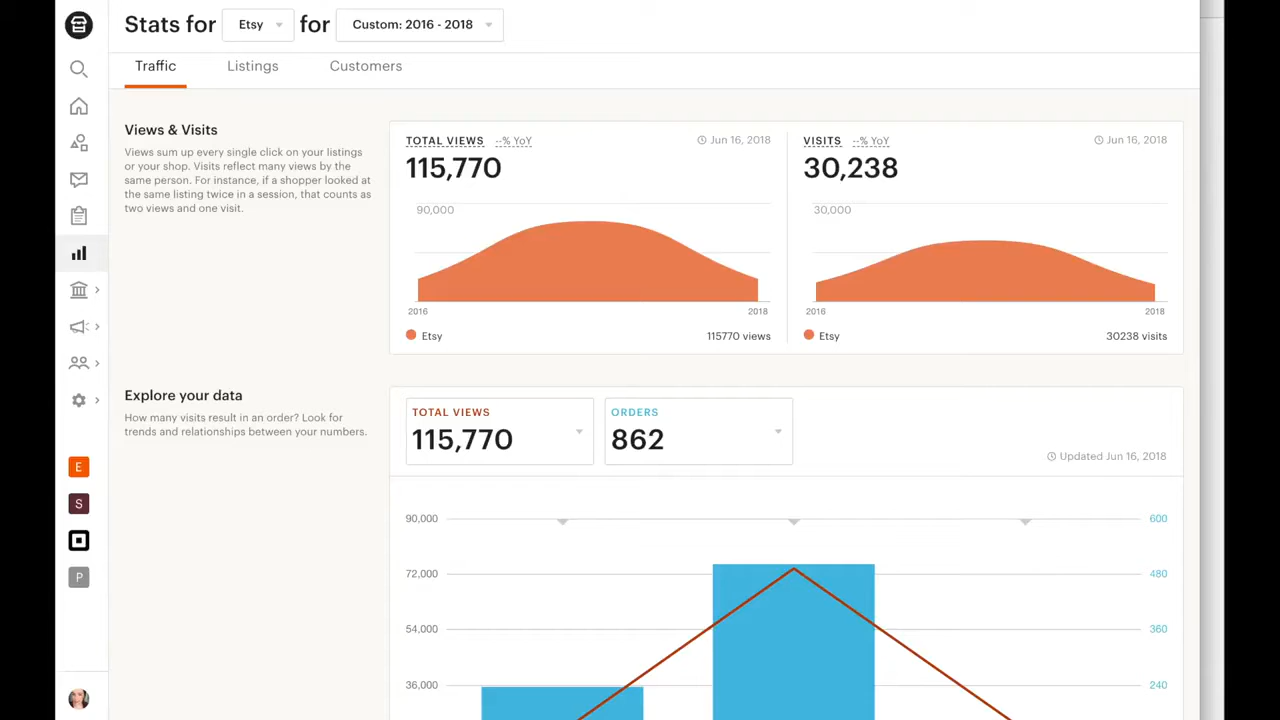 Stats for Etsy for Custom: 2016 - 2018
Traffic Listings Customers
Views & Visits
Views sum up every single click on your listings
or your shop. Visits reflect many views by the
same person. For instance, if a shopper looked at
the same listing twice in a session, that counts as
two views and one visit.
TOTAL VIEWS --% YoY Jun 16, 2018
115,770
90,000
2016 2018
Etsy 115770 views
VISITS --% YoY Jun 16, 2018
30,238
30,000
2016 2018
Etsy 30238 visits
Explore your data
How many visits result in an order? Look for
trends and relationships between your numbers.
TOTAL VIEWS
115,770
ORDERS
862
Updated Jun 16, 2018
90,000 600
72,000 480
54,000 360
36,000 240
E
S
P